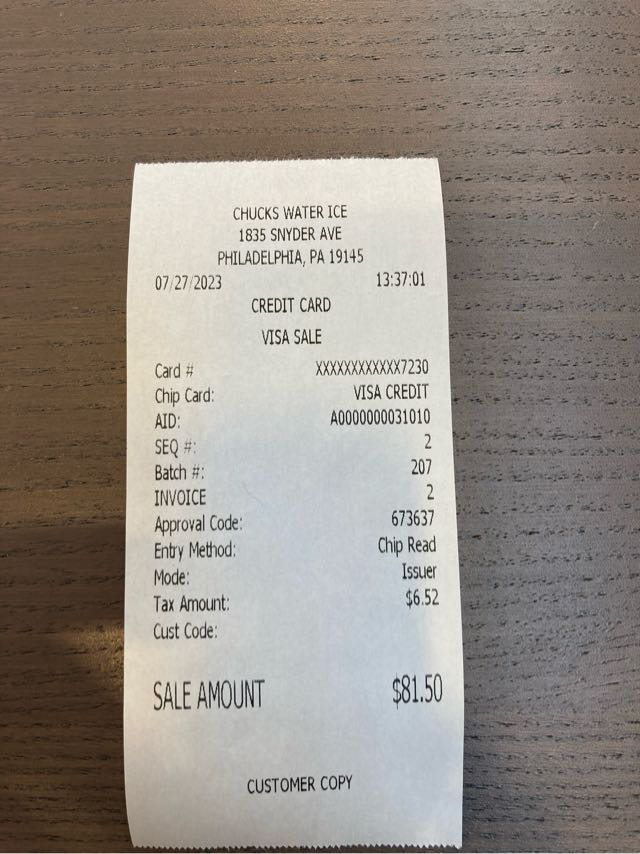 CHUCKS WATER ICE
1835 SNYDER AVE
PHILADELPHIA, PA 19145
07/27/2023 13:37:01
CREDIT CARD
VISA SALE
Card # XXXXXXXXXXXX7230
Chip Card: VISA CREDIT
AID: A0000000031010
SEQ #: 2
Batch #: 207
INVOICE 2
Approval Code: 673637
Entry Method: Chip Read
Mode: Issuer
Tax Amount: $6.52
Cust Code:
SALE AMOUNT $81.50
CUSTOMER COPY